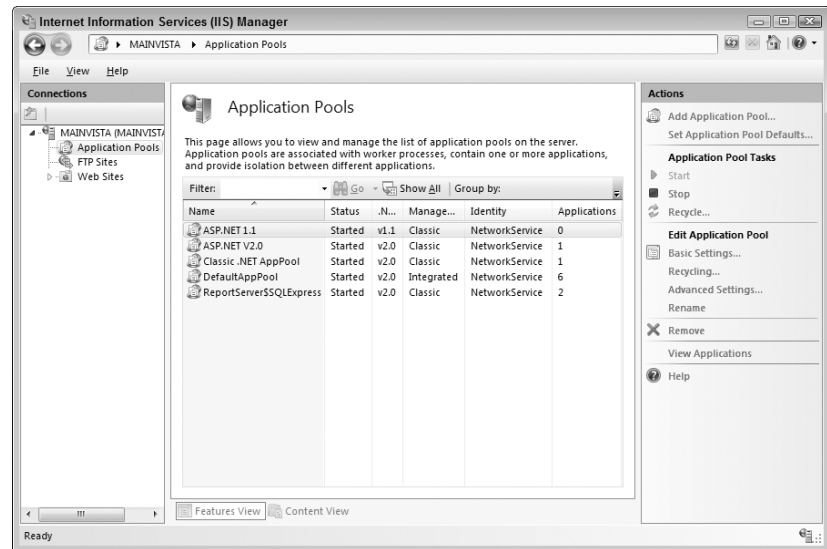 Internet Information Services (IIS) Manager
MAINVISTA Application Pools
File View Help
Connections
MAINVISTA (MAINVISTA
Application Pools
FTP Sites
Web Sites
Application Pools
This page allows you to view and manage the list of application pools on the server.
Application pools are associated with worker processes, contain one or more applications,
and provide isolation between different applications.
Filter: Go Show All Group by:
Name Status .N... Manage... Identity Applications
ASP.NET 1.1 Started v1.1 Classic NetworkService 0
ASP.NET V2.0 Started v2.0 Classic NetworkService 1
Classic .NET AppPool Started v2.0 Classic NetworkService 1
DefaultAppPool Started v2.0 Integrated NetworkService 6
ReportServer$SQLExpress Started v2.0 Classic NetworkService 2
Features View Content View
Actions
Add Application Pool...
Set Application Pool Defaults...
Application Pool Tasks
Start
Stop
Recycle...
Edit Application Pool
Basic Settings...
Recycling...
Advanced Settings...
Rename
Remove
View Applications
Help
Ready